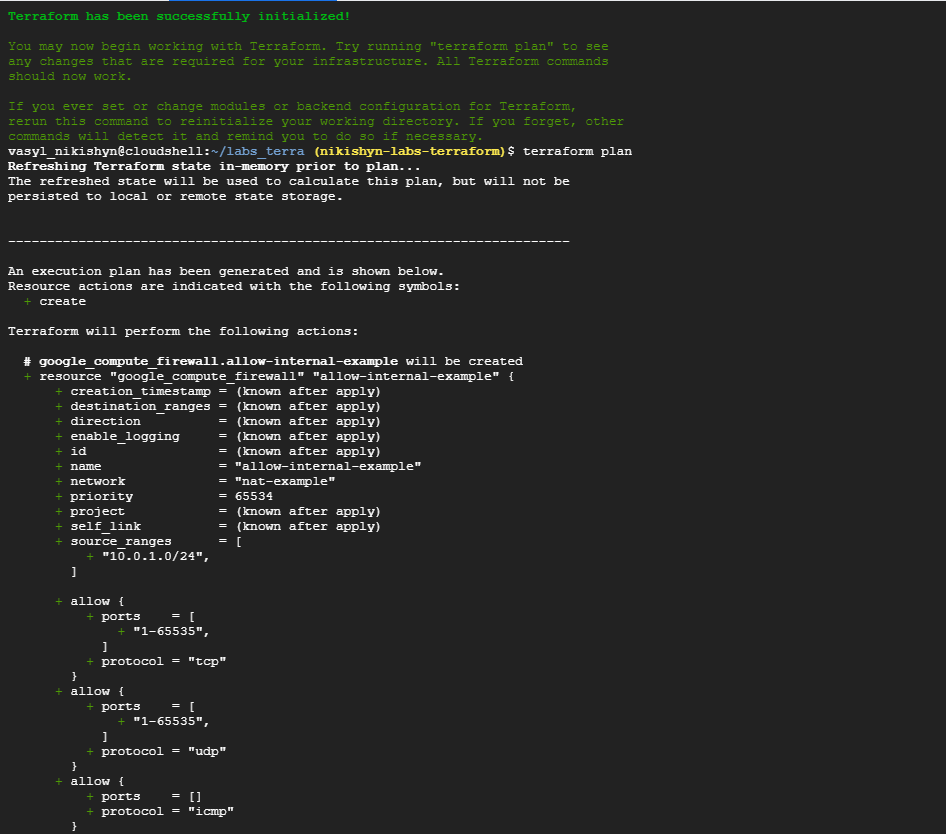 Terraform has been successfully initialized!
You may now begin working with Terraform. Try running "terraform plan" to see
any changes that are required for your infrastructure. All Terraform commands
should now work.
If you ever set or change modules or backend configuration for Terraform,
rerun this command to reinitialize your working directory. If you forget, other
commands will detect it and remind you to do so if necessary.
vasyl_nikishyn@cloudshell:~/labs_terra (nikishyn-labs-terraform)$ terraform plan
Refreshing Terraform state in-memory prior to plan...
The refreshed state will be used to calculate this plan, but will not be
persisted to local or remote state storage.
------------------------------------------------------------------------
An execution plan has been generated and is shown below.
Resource actions are indicated with the following symbols:
  + create
Terraform will perform the following actions:
  # google_compute_firewall.allow-internal-example will be created
  + resource "google_compute_firewall" "allow-internal-example" {
      + creation_timestamp = (known after apply)
      + destination_ranges = (known after apply)
      + direction          = (known after apply)
      + enable_logging     = (known after apply)
      + id                 = (known after apply)
      + name               = "allow-internal-example"
      + network            = "nat-example"
      + priority           = 65534
      + project            = (known after apply)
      + self_link          = (known after apply)
      + source_ranges      = [
          + "10.0.1.0/24",
        ]
      + allow {
          + ports    = [
              + "1-65535",
            ]
          + protocol = "tcp"
        }
      + allow {
          + ports    = [
              + "1-65535",
            ]
          + protocol = "udp"
        }
      + allow {
          + ports    = []
          + protocol = "icmp"
        }